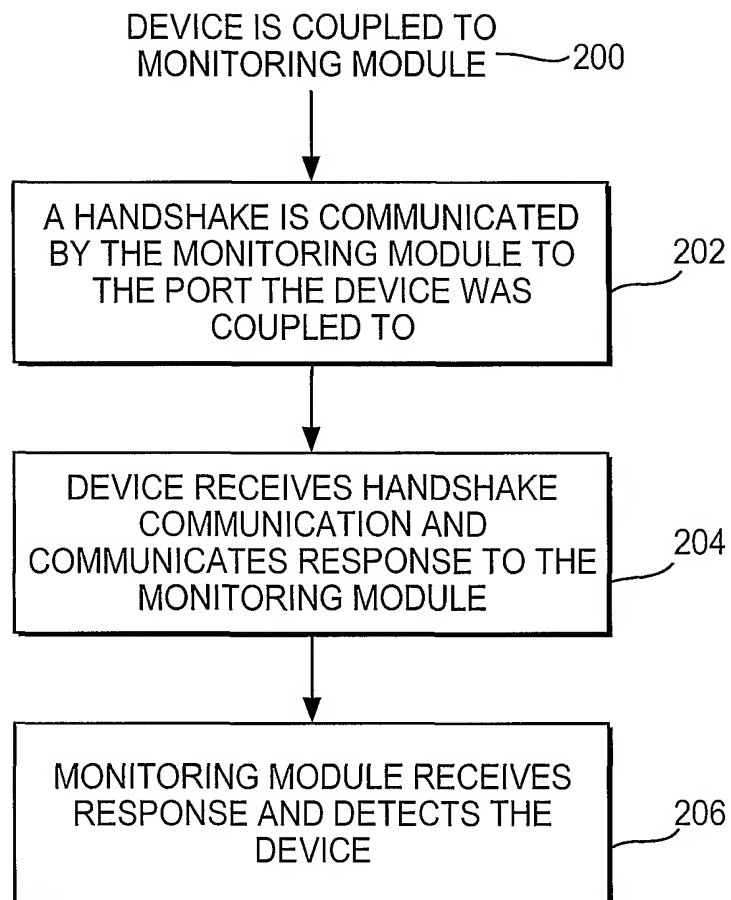 DEVICE IS COUPLED TO
MONITORING MODULE
200
A HANDSHAKE IS COMMUNICATED
BY THE MONITORING MODULE TO
THE PORT THE DEVICE WAS
COUPLED TO
202
DEVICE RECEIVES HANDSHAKE
COMMUNICATION AND
COMMUNICATES RESPONSE TO THE
MONITORING MODULE
204
MONITORING MODULE RECEIVES
RESPONSE AND DETECTS THE
DEVICE
206